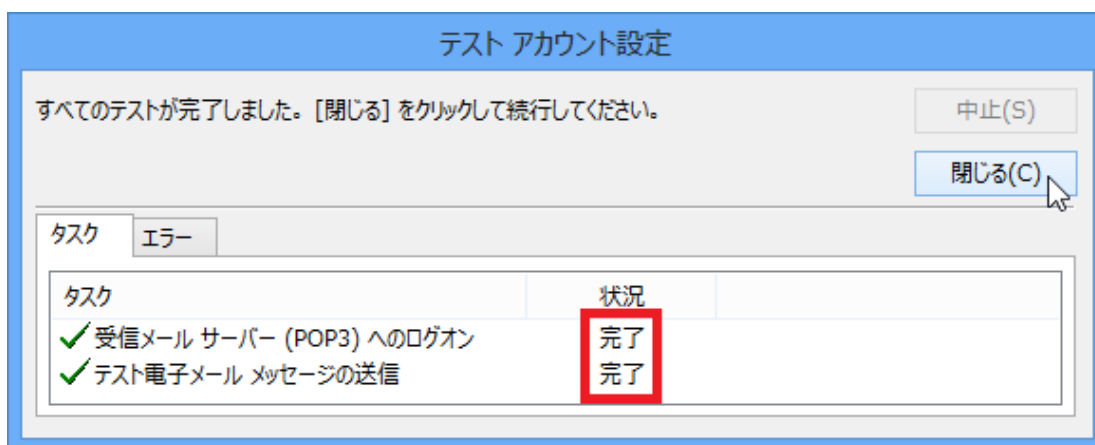 テスト アカウント設定
すべてのテストが完了しました。[閉じる] をクリックして続行してください。
中止(S)
閉じる(C)
タスク エラー
タスク 状況
受信メール サーバー (POP3) へのログオン 完了
テスト電子メール メッセージの送信 完了